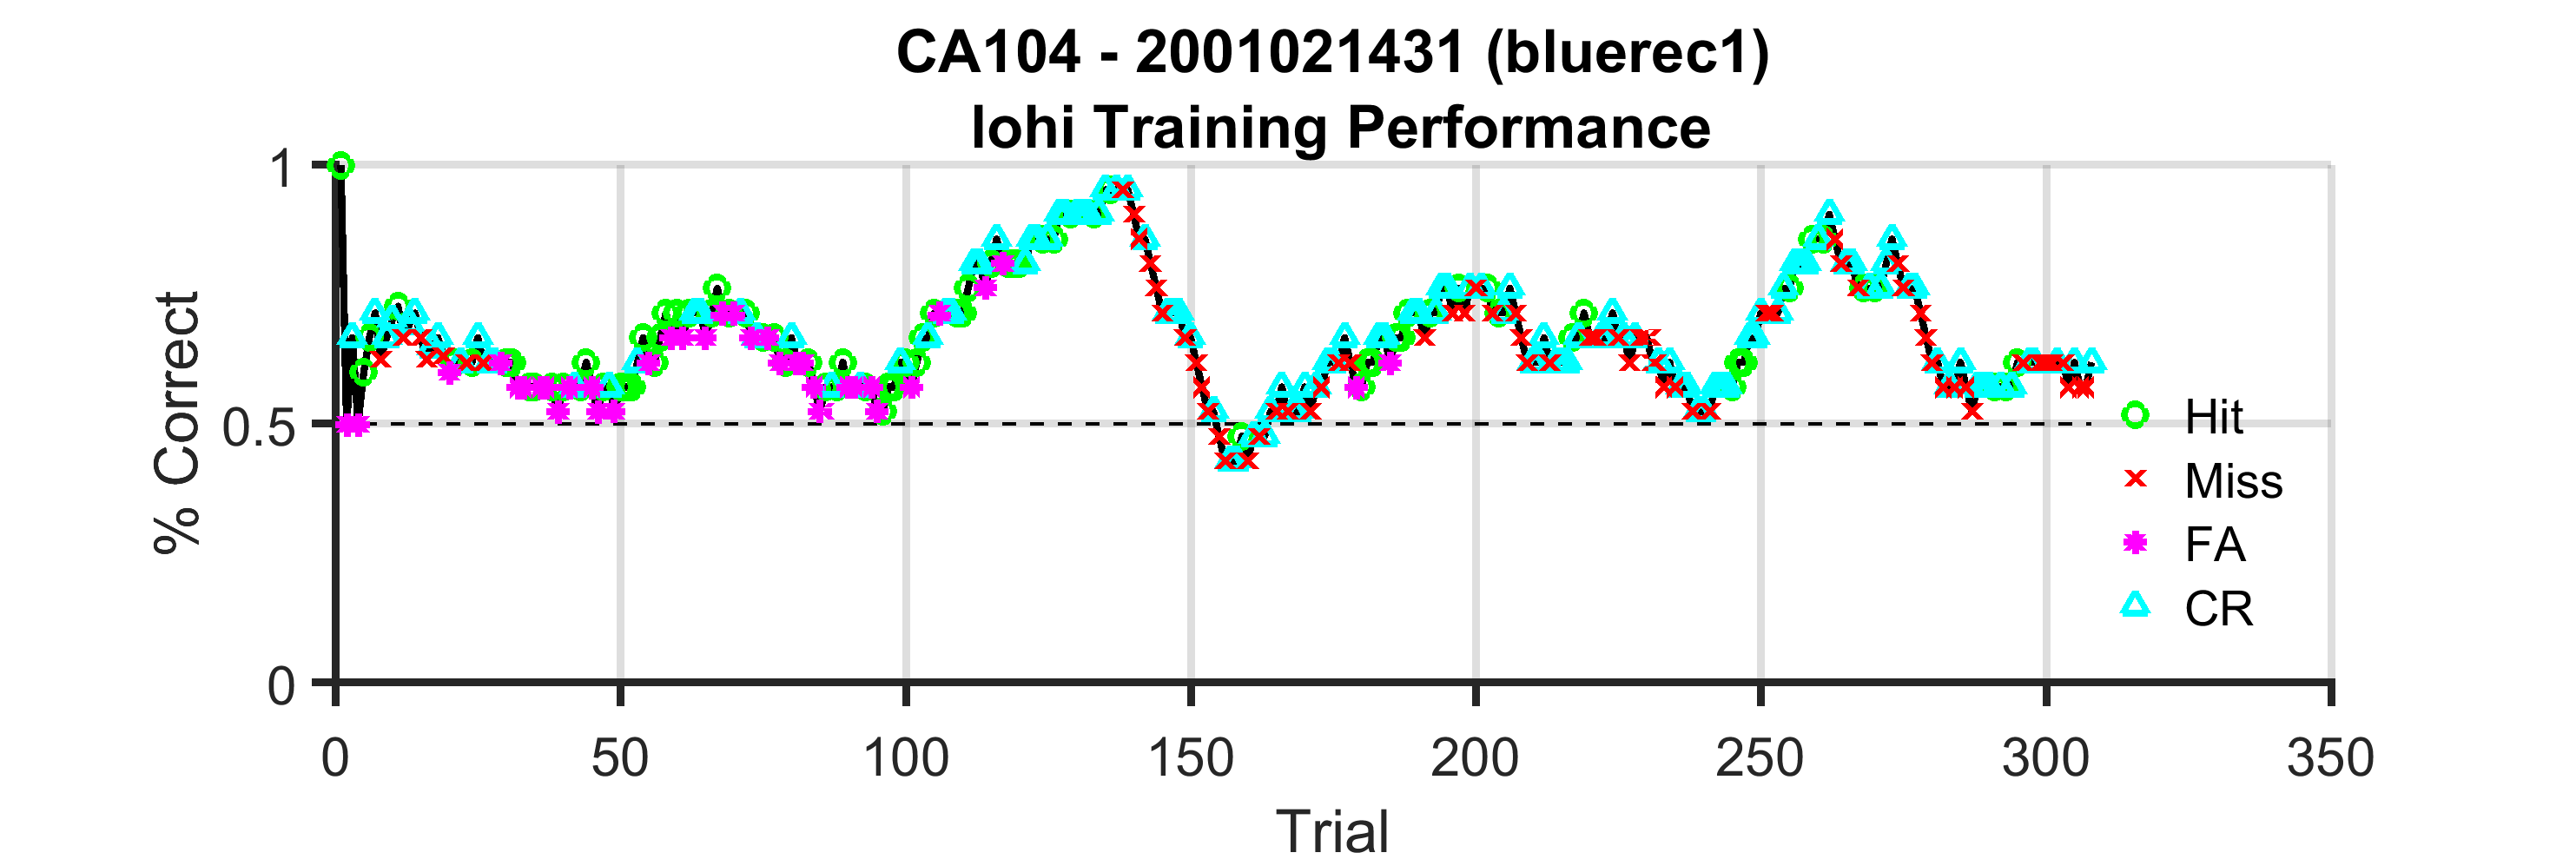 CA104 - 2001021431 (bluerec1)
lohi Training Performance
% Correct
1
0.5
0
0 50 100 150 200 250 300 350
Trial
Hit
Miss
FA
CR